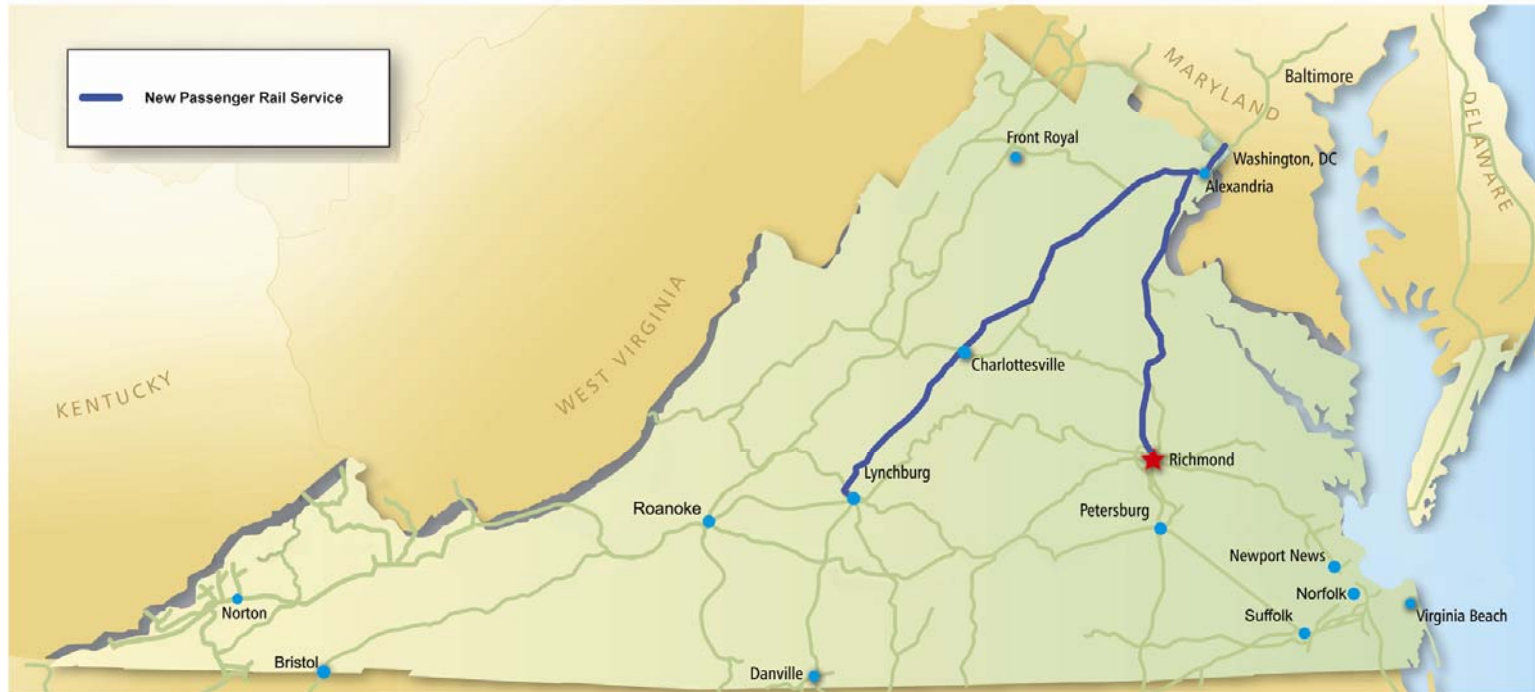 New Passenger Rail Service
MARYLAND
Baltimore
DELAWARE
Front Royal
Washington, DC
Alexandria
WEST VIRGINIA
KENTUCKY
Charlottesville
Lynchburg
Richmond
Roanoke
Petersburg
Newport News
Norfolk
Norton
Suffolk
Virginia Beach
Bristol
Danville